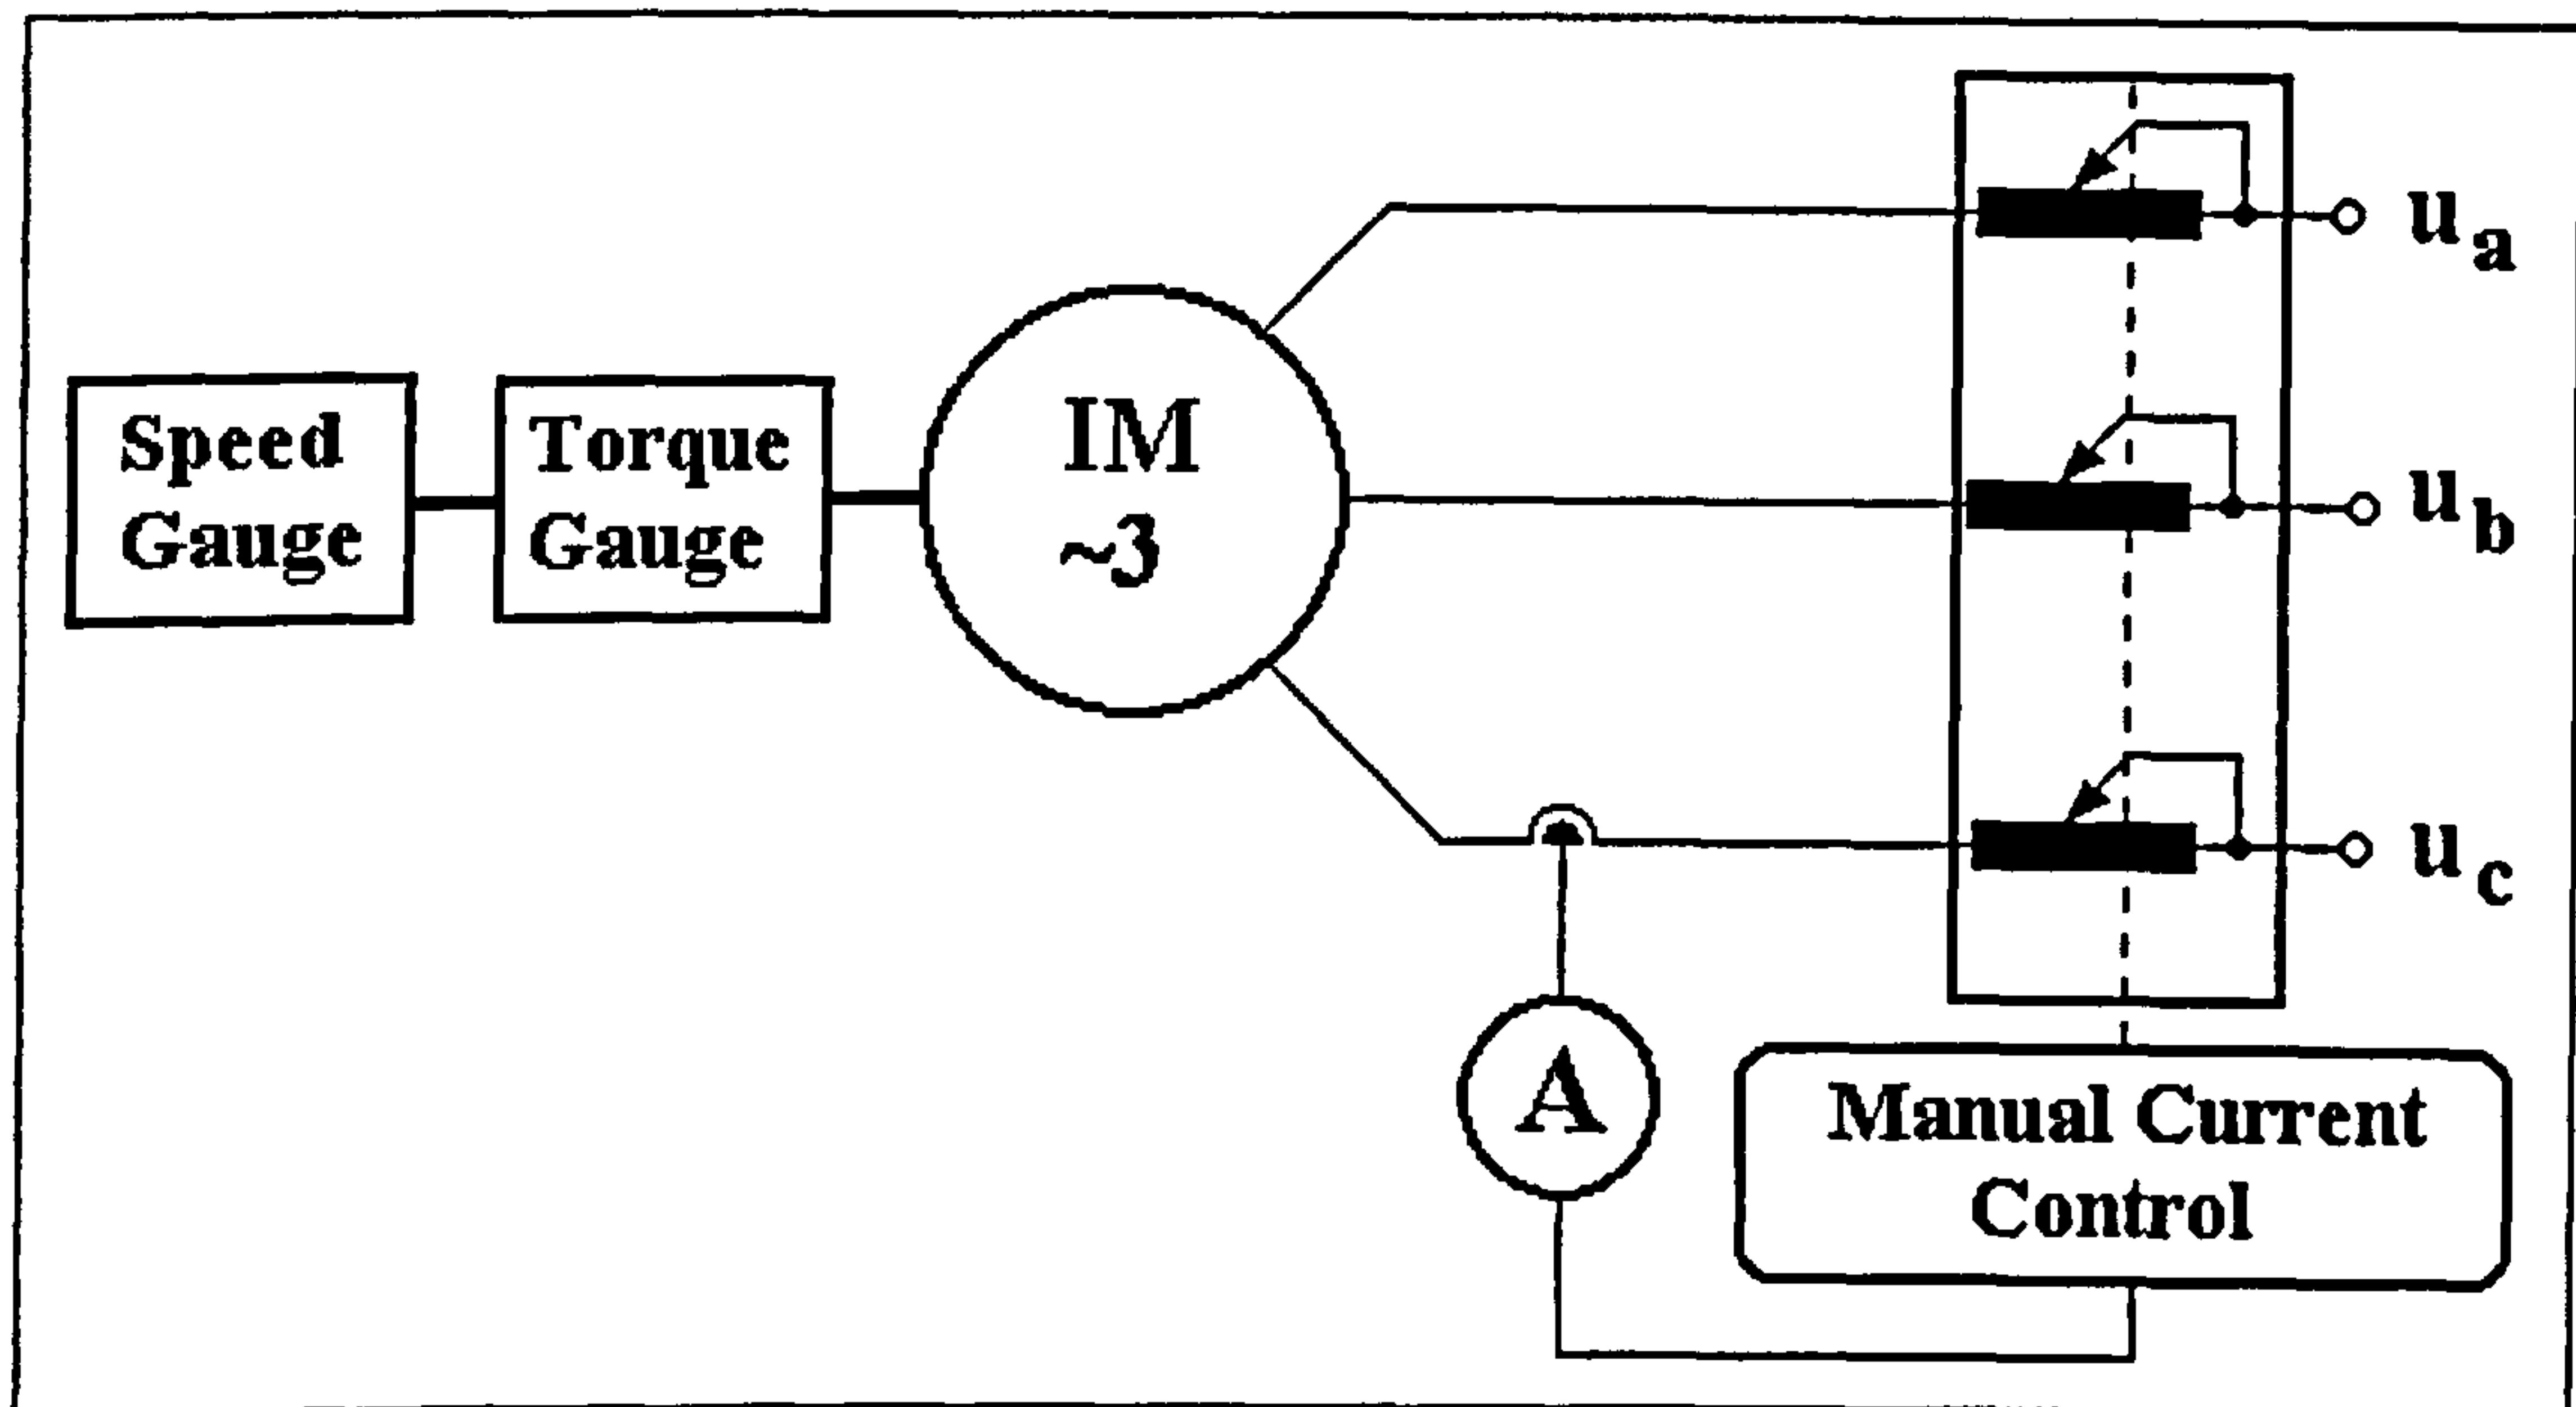 Speed
Gauge
Torque
Gauge
IM
~3
u a
u b
u c
A
Manual Current
Control